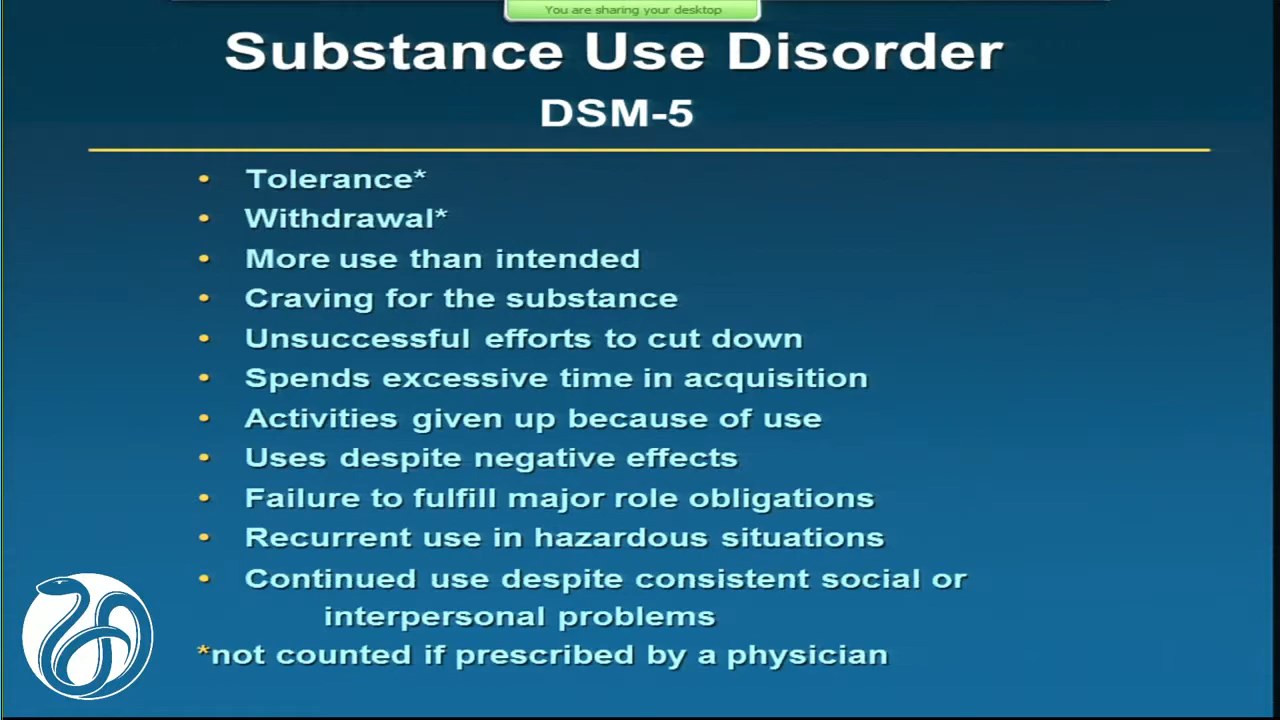 You are sharing your desktop
Substance Use Disorder
DSM-5
• Tolerance*
• Withdrawal*
• More use than intended
• Craving for the substance
• Unsuccessful efforts to cut down
• Spends excessive time in acquisition
• Activities given up because of use
• Uses despite negative effects
• Failure to fulfill major role obligations
• Recurrent use in hazardous situations
• Continued use despite consistent social or
interpersonal problems
*not counted if prescribed by a physician